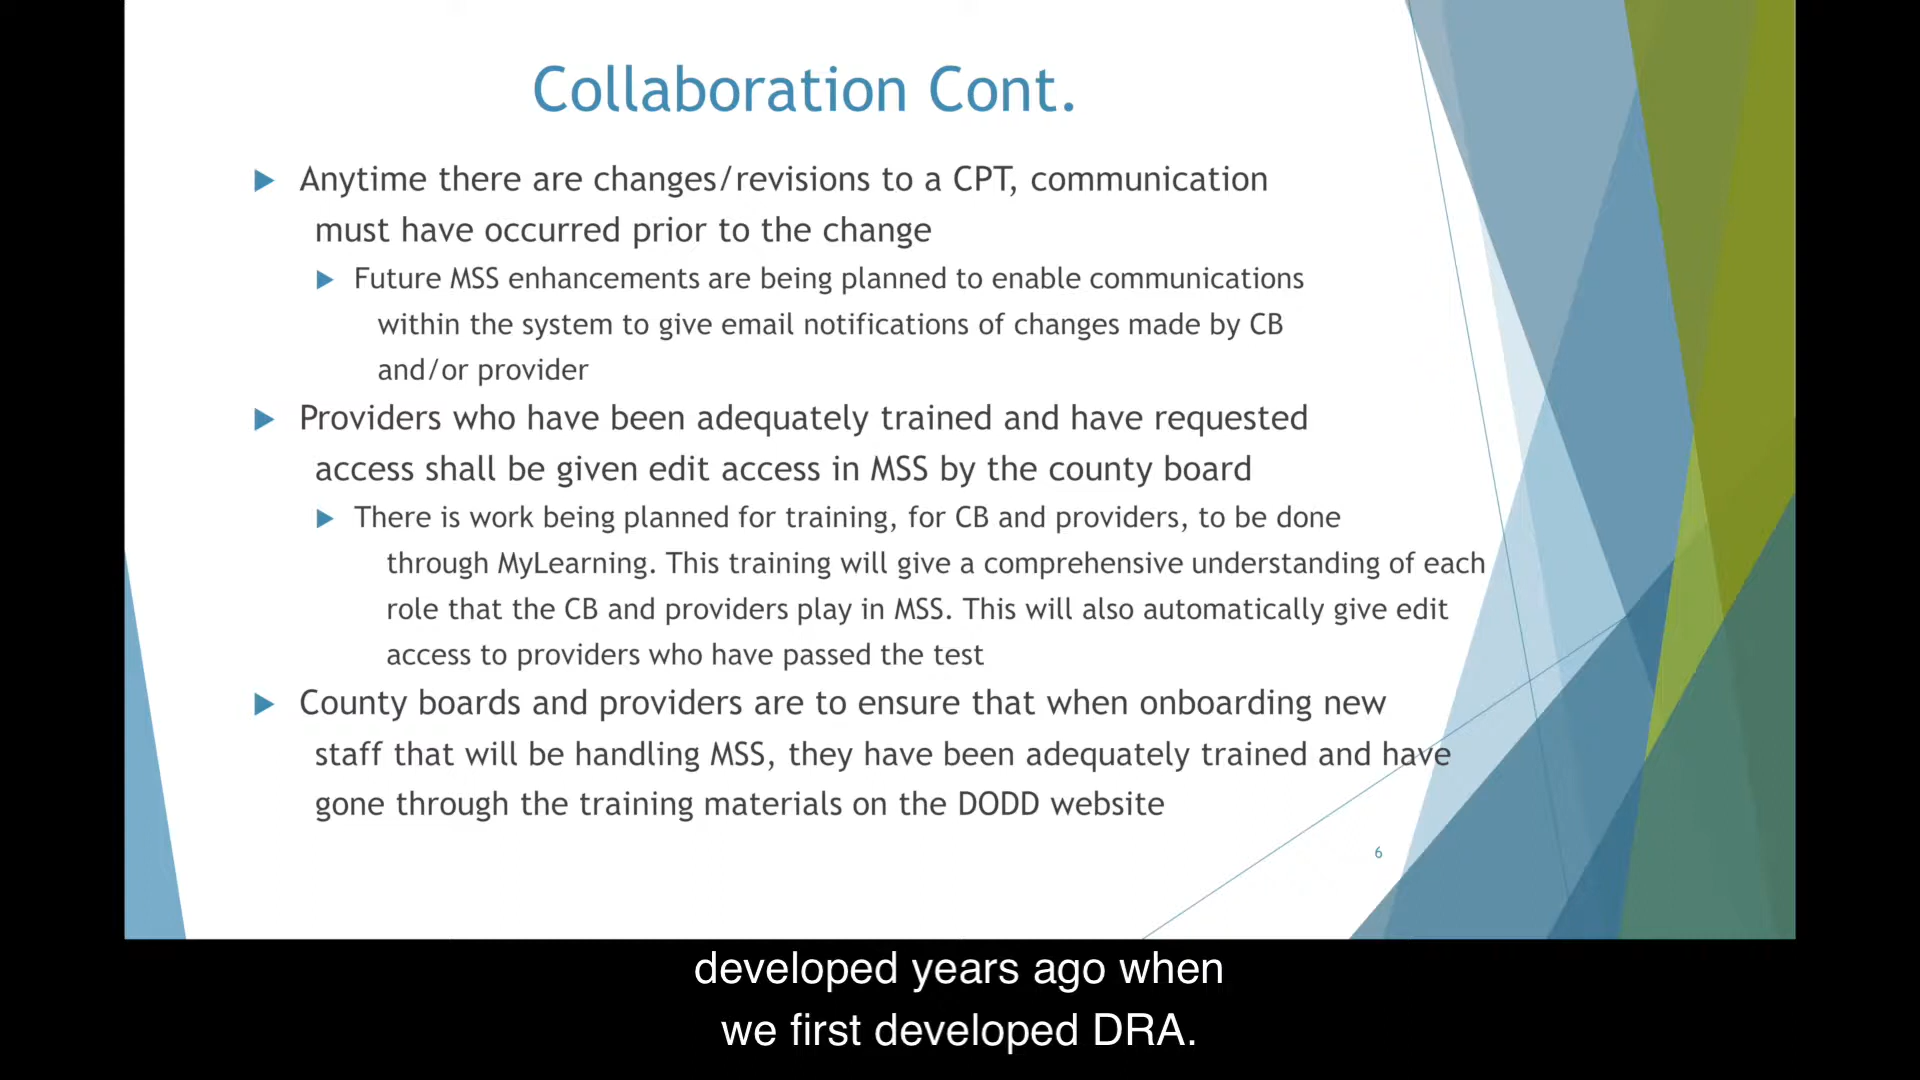 Collaboration Cont.
Anytime there are changes/revisions to a CPT, communication
must have occurred prior to the change
Future MSS enhancements are being planned to enable communications
within the system to give email notifications of changes made by CB
and/or provider
Providers who have been adequately trained and have requested
access shall be given edit access in MSS by the county board
There is work being planned for training, for CB and providers, to be done
through MyLearning. This training will give a comprehensive understanding of each
role that the CB and providers play in MSS. This will also automatically give edit
access to providers who have passed the test
County boards and providers are to ensure that when onboarding new
staff that will be handling MSS, they have been adequately trained and have
gone through the training materials on the DODD website
6
developed years ago when
we first developed DRA.